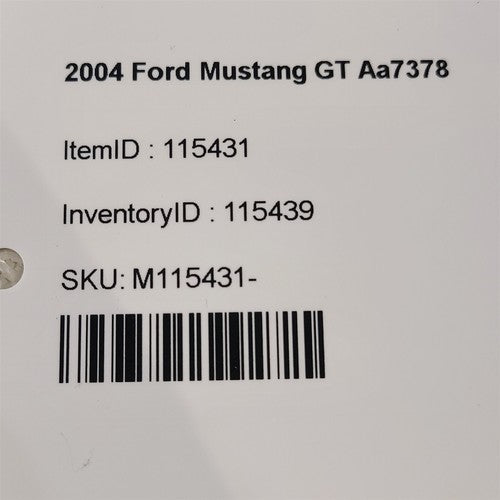 2004 Ford Mustang GT Aa7378
ItemID : 115431
InventoryID : 115439
SKU: M115431-